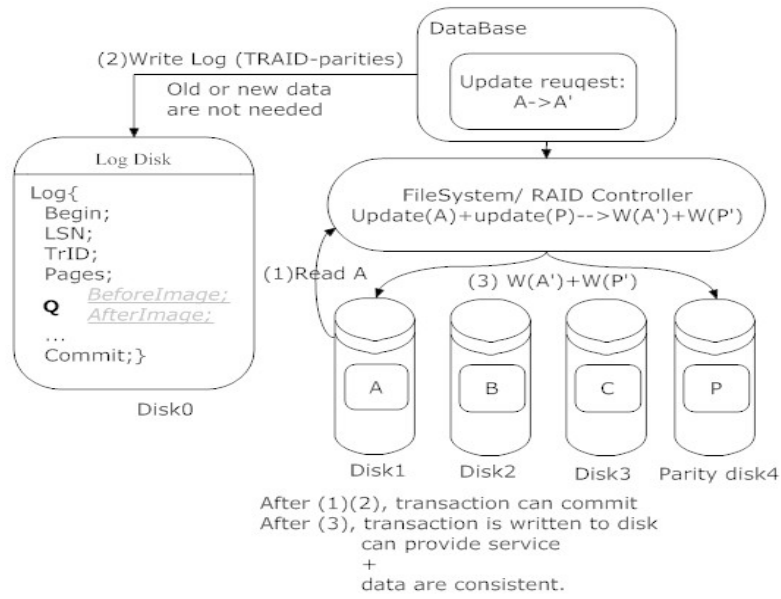 DataBase
(2)Write Log (TRAID-parities)
Update reuqest:
A->A'
Old or new data
are not needed
Log Disk
Log{
Begin;
LSN;
TrID;
Pages;
Q BeforeImage;
AfterImage;
...
Commit;}
Disk0
FileSystem/ RAID Controller
Update(A)+update(P)-->W(A')+W(P')
(1)Read A
(3) W(A')+W(P')
A
B
C
P
Disk1
Disk2
Disk3
Parity disk4
After (1)(2), transaction can commit
After (3), transaction is written to disk
can provide service
+
data are consistent.